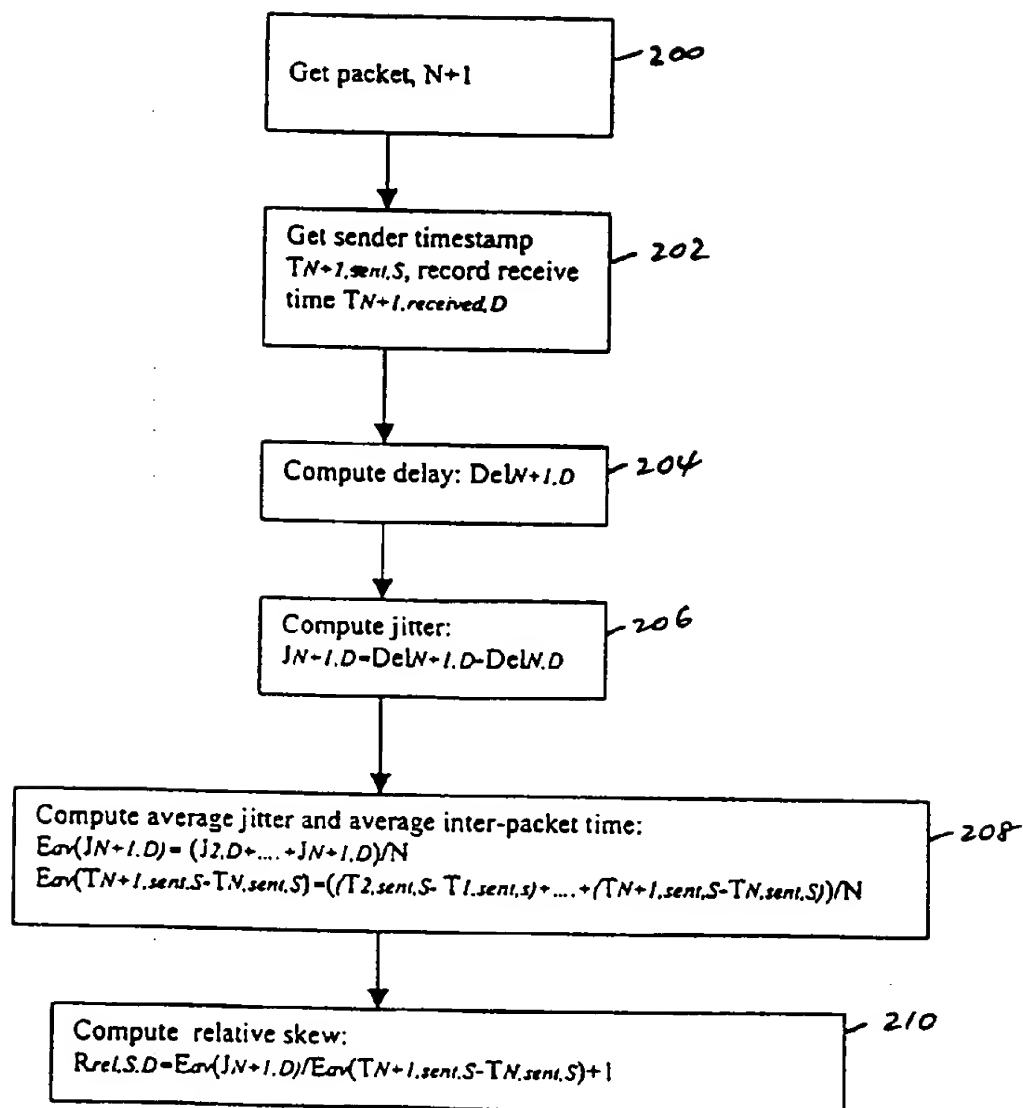 Get packet, N+1
200
Get sender timestamp
TN+1,sent,S, record receive
time TN+1,received,D
202
Compute delay: DelN+1,D
204
Compute jitter:
JN+1,D=DelN+1,D-DelN,D
206
Compute average jitter and average inter-packet time:
Eav(JN+1,D)= (J2,D+....+JN+1,D)/N
Eav(TN+1,sent,S-TN,sent,S)=((T2,sent,S- T1,sent,s)+....+(TN+1,sent,S-TN,sent,S))/N
208
Compute relative skew:
Rrel,S,D=Eav(JN+1,D)/Eav(TN+1,sent,S-TN,sent,S)+1
210